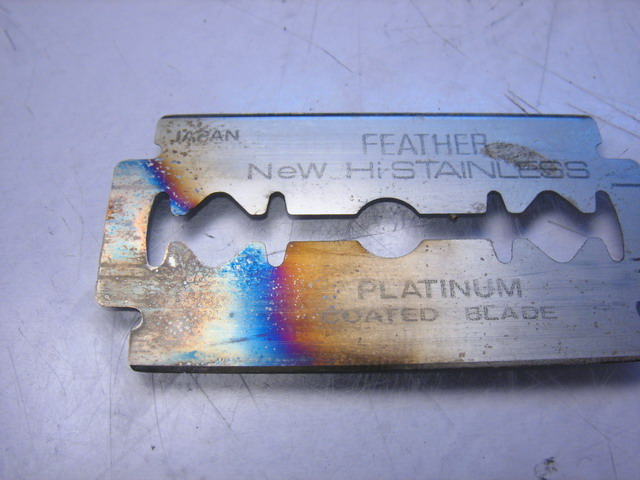 JAPAN
FEATHER
NeW Hi-STAINLESS
PLATINUM
COATED BLADE